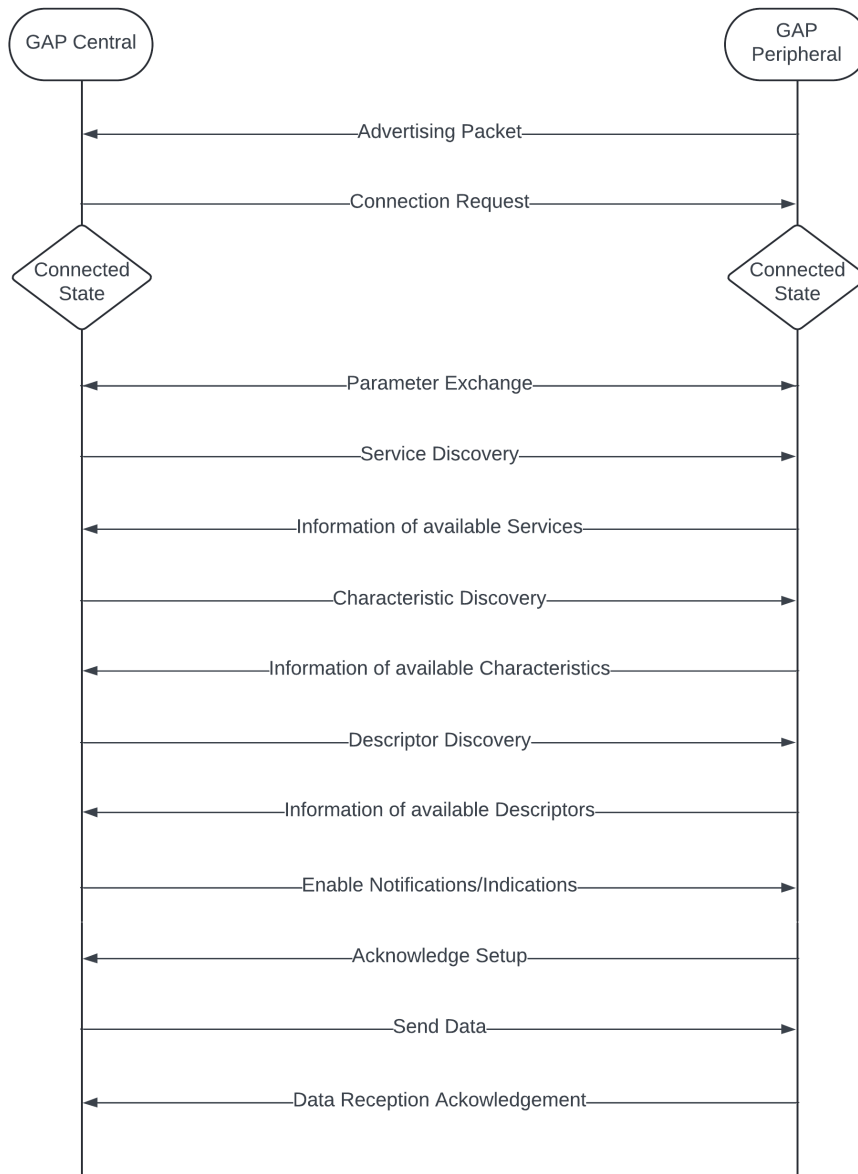 GAP Central
GAP
Peripheral
Advertising Packet
Connection Request
Connected
State
Connected
State
Parameter Exchange
Service Discovery
Information of available Services
Characteristic Discovery
Information of available Characteristics
Descriptor Discovery
Information of available Descriptors
Enable Notifications/Indications
Acknowledge Setup
Send Data
Data Reception Ackowledgement